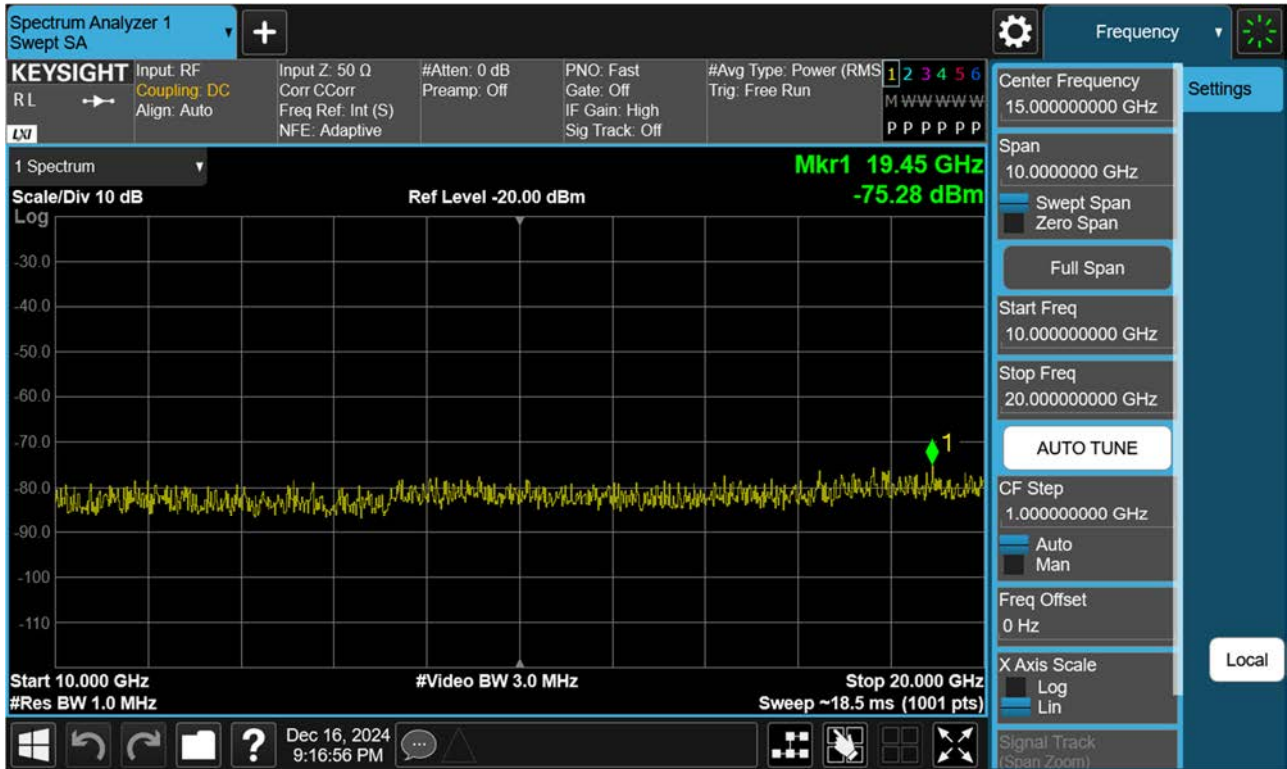 Spectrum Analyzer 1
Swept SA
+
Frequency
KEYSIGHT
RL
LXI
Input: RF
Coupling: DC
Align: Auto
Input Z: 50 Ω
Corr CCorr
Freq Ref: Int (S)
NFE: Adaptive
#Atten: 0 dB
Preamp: Off
PNO: Fast
Gate: Off
IF Gain: High
Sig Track: Off
#Avg Type: Power (RMS
Trig: Free Run
1 2 3 4 5 6
M W W W W W
P P P P P P
1 Spectrum
Mkr1 19.45 GHz
-75.28 dBm
Scale/Div 10 dB
Ref Level -20.00 dBm
Log
-30.0
-40.0
-50.0
-60.0
-70.0
-80.0
-90.0
-100
-110
1
Start 10.000 GHz
#Video BW 3.0 MHz
Stop 20.000 GHz
#Res BW 1.0 MHz
Sweep ~18.5 ms (1001 pts)
Center Frequency
15.000000000 GHz
Span
10.0000000 GHz
Swept Span
Zero Span
Full Span
Start Freq
10.000000000 GHz
Stop Freq
20.000000000 GHz
AUTO TUNE
CF Step
1.000000000 GHz
Auto
Man
Freq Offset
0 Hz
X Axis Scale
Log
Lin
Signal Track
(Span Zoom)
Settings
Local
?
Dec 16, 2024
9:16:56 PM